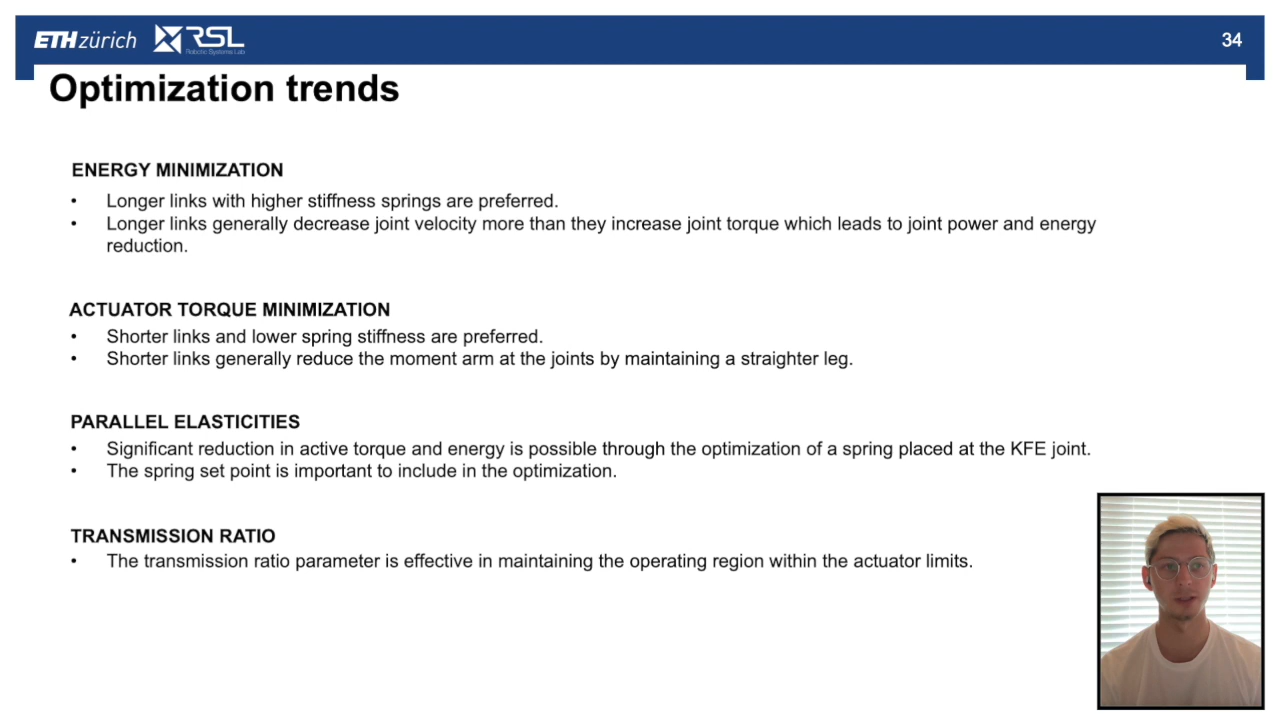 ETH zürich RSL
Robotic Systems Lab
34
Optimization trends
ENERGY MINIMIZATION
• Longer links with higher stiffness springs are preferred.
• Longer links generally decrease joint velocity more than they increase joint torque which leads to joint power and energy
reduction.
ACTUATOR TORQUE MINIMIZATION
• Shorter links and lower spring stiffness are preferred.
• Shorter links generally reduce the moment arm at the joints by maintaining a straighter leg.
PARALLEL ELASTICITIES
• Significant reduction in active torque and energy is possible through the optimization of a spring placed at the KFE joint.
• The spring set point is important to include in the optimization.
TRANSMISSION RATIO
• The transmission ratio parameter is effective in maintaining the operating region within the actuator limits.